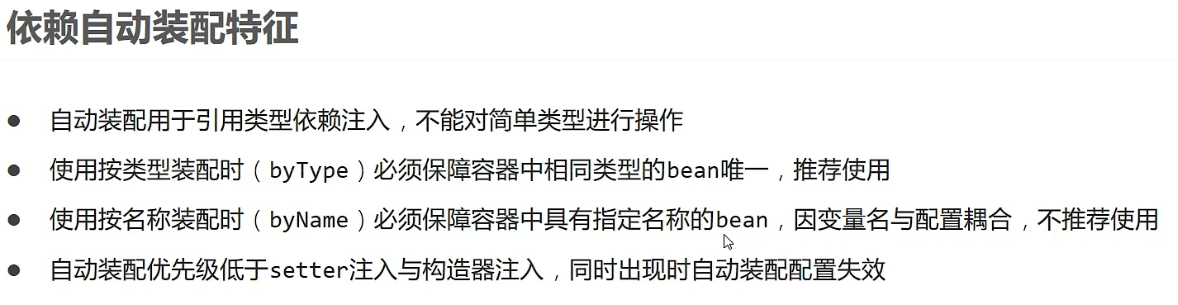 依赖自动装配特征
● 自动装配用于引用类型依赖注入，不能对简单类型进行操作
● 使用按类型装配时（byType）必须保障容器中相同类型的bean唯一，推荐使用
● 使用按名称装配时（byName）必须保障容器中具有指定名称的bean，因变量名与配置耦合，不推荐使用
● 自动装配优先级低于setter注入与构造器注入，同时出现时自动装配配置失效